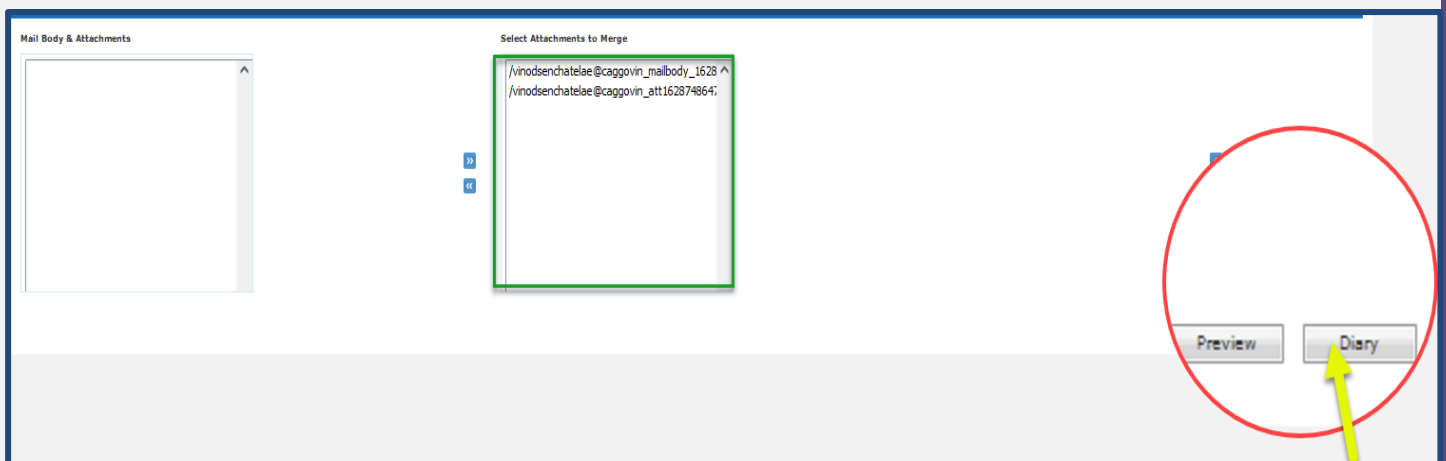 Mail Body & Attachments
Select Attachments to Merge
/vinodsenchatelae@caggovin_mailbody_1628
/vinodsenchatelae@caggovin_att1628748647
»
«
Preview
Diary